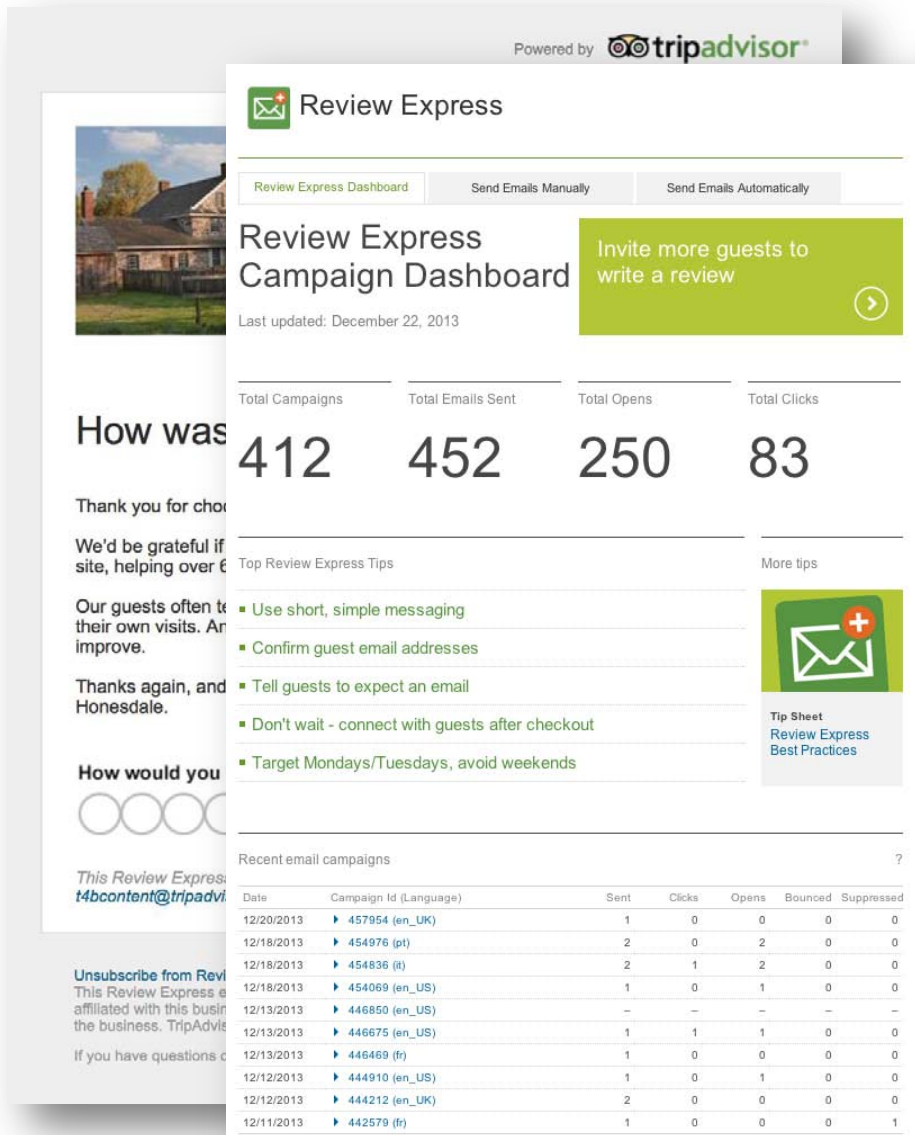 Powered by tripadvisor®
Review Express
Review Express Dashboard
Send Emails Manually
Send Emails Automatically
Review Express
Campaign Dashboard
Last updated: December 22, 2013
Invite more guests to
write a review
Total Campaigns
412
Total Emails Sent
452
Total Opens
250
Total Clicks
83
Top Review Express Tips
Use short, simple messaging
Confirm guest email addresses
Tell guests to expect an email
Don't wait - connect with guests after checkout
Target Mondays/Tuesdays, avoid weekends
More tips
Tip Sheet
Review Express
Best Practices
Recent email campaigns ?
Date Campaign Id (Language) Sent Clicks Opens Bounced Suppressed
12/20/2013 457954 (en_UK) 1 0 0 0 0
12/18/2013 454976 (pt) 2 0 2 0 0
12/18/2013 454836 (it) 2 1 2 0 0
12/18/2013 454069 (en_US) 1 0 1 0 0
12/13/2013 446850 (en_US) – – – – –
12/13/2013 446675 (en_US) 1 1 1 0 0
12/13/2013 446469 (fr) 1 0 0 0 0
12/12/2013 444910 (en_US) 1 0 1 0 0
12/12/2013 444212 (en_UK) 2 0 0 0 0
12/11/2013 442579 (fr) 1 0 0 0 1
How was
Thank you for
We'd be grateful if
site, helping over
Our guests often
their own visits.
improve.
Thanks again, and
Honesdale.
How would you
This Review
Unsubscribe from
This Review Express
affiliated with this
the business.
If you have questions